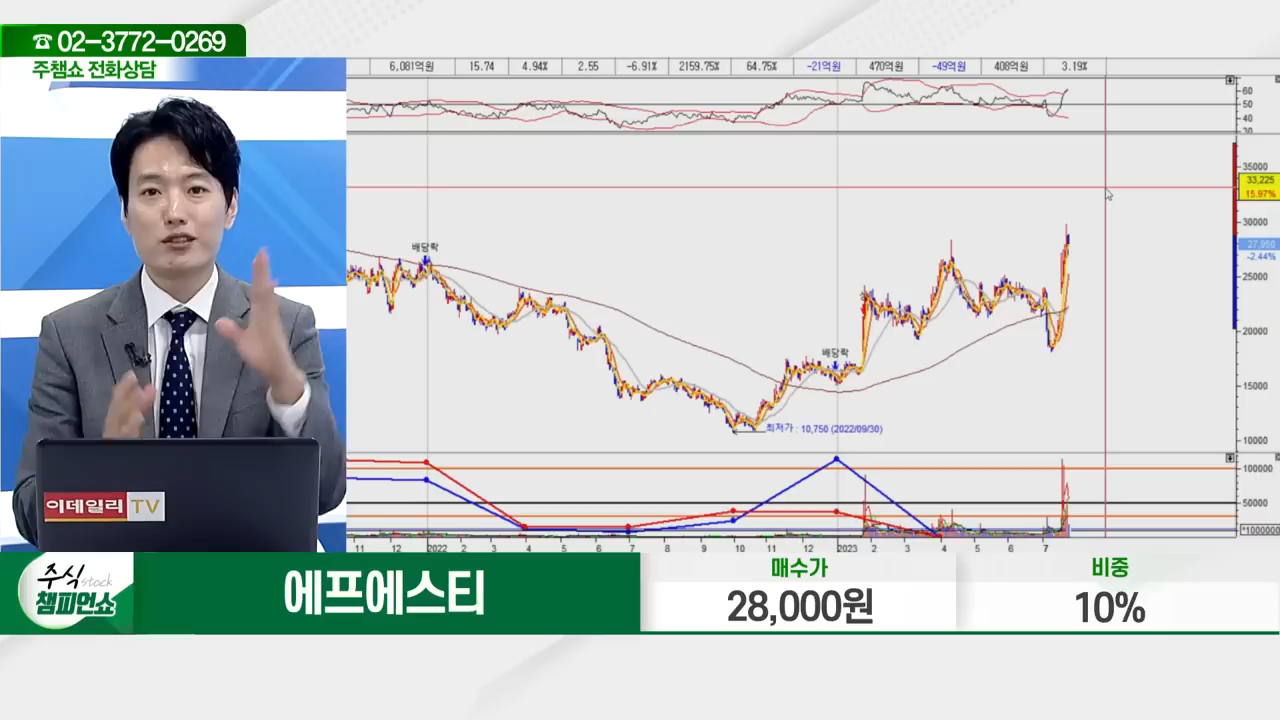 ☎ 02-3772-0269
주챔쇼 전화상담
6,081억원 15.74 4.94% 2.55 -6.91% 2159.75% 64.75% -21억원 470억원 -49억원 408억원 3.19%
60
50
40
30
35000
33,225
15.97%
30000
27,950
-2.44%
25000
20000
15000
10000
배당락
배당락
최저가 : 10,750 (2022/09/30)
100000
50000
*1000000
11 12 2022 2 3 4 5 6 7 8 9 10 11 12 2023 2 3 4 5 6 7
이데일리 TV
주식 stock
챔피언쇼
에프에스티
매수가
28,000원
비중
10%